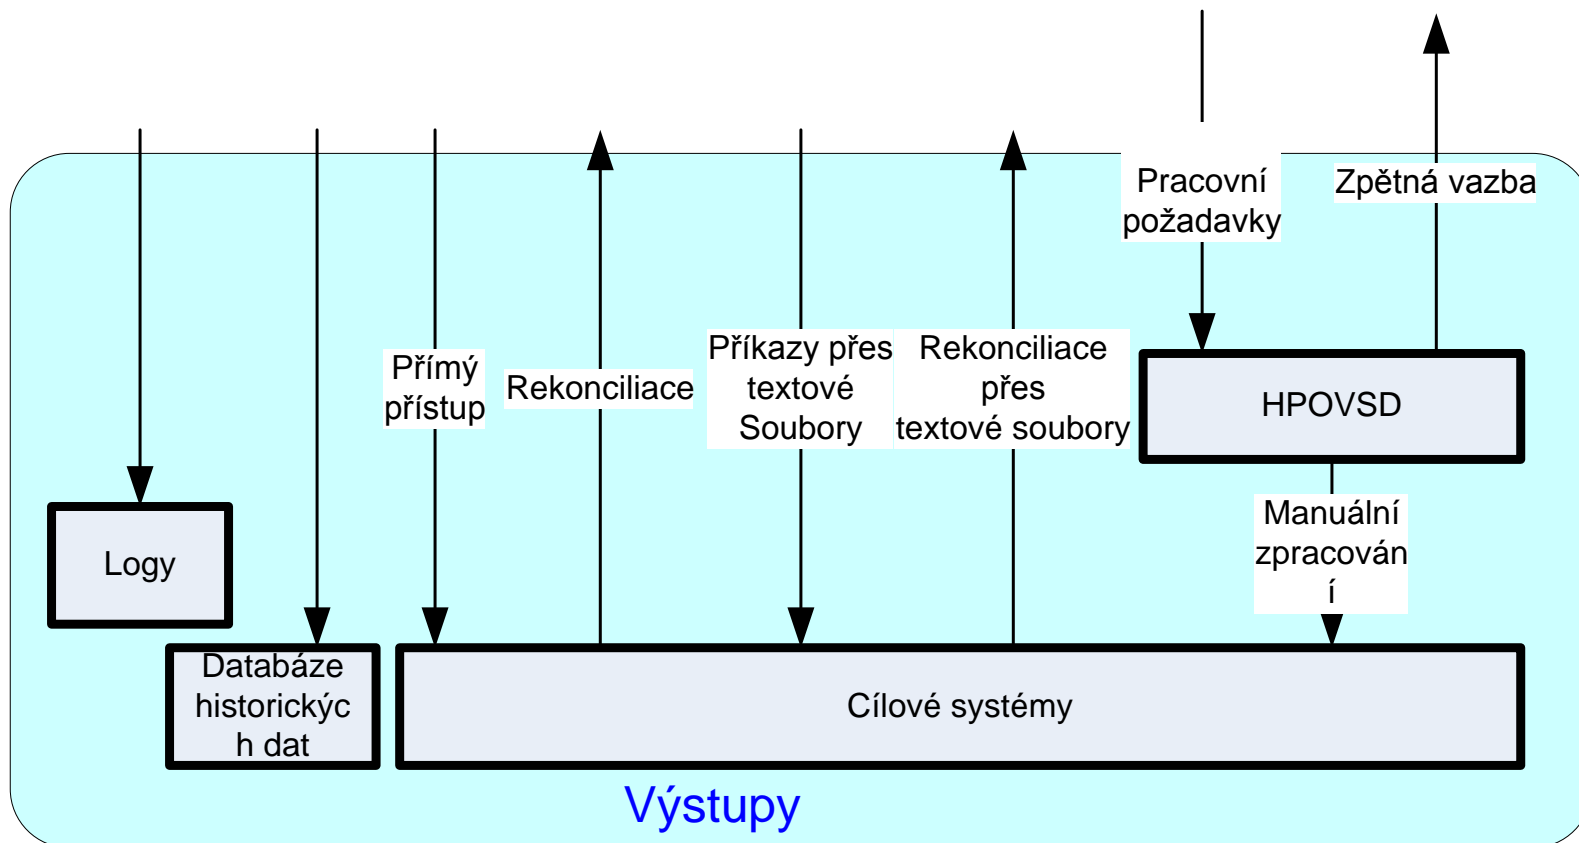 Pracovní
požadavky
Zpětná vazba
Přímý
přístup
Rekonciliace
Příkazy přes
textové
Soubory
Rekonciliace
přes
textové soubory
HPOVSD
Manuální
zpracován
í
Logy
Databáze
historickýc
h dat
Cílové systémy
Výstupy